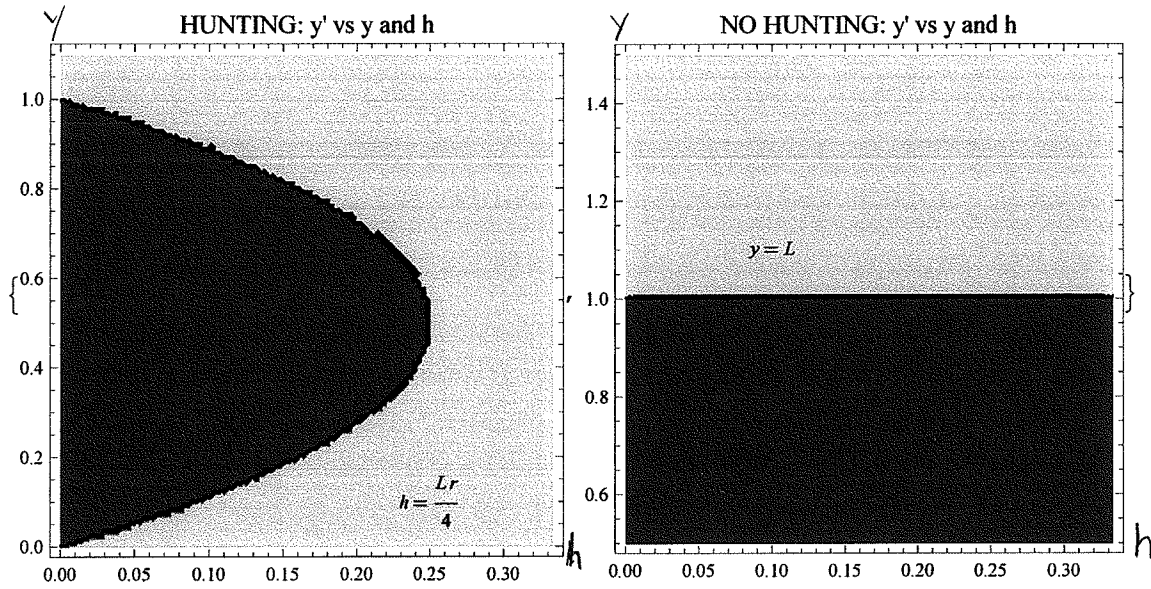 y
HUNTING: y' vs y and h
1.0
0.8
0.6
0.4
0.2
0.0
{
h = Lr/4
0.00 0.05 0.10 0.15 0.20 0.25 0.30
h
,
y
NO HUNTING: y' vs y and h
1.4
1.2
1.0
0.8
0.6
y = L
}
0.00 0.05 0.10 0.15 0.20 0.25 0.30
h